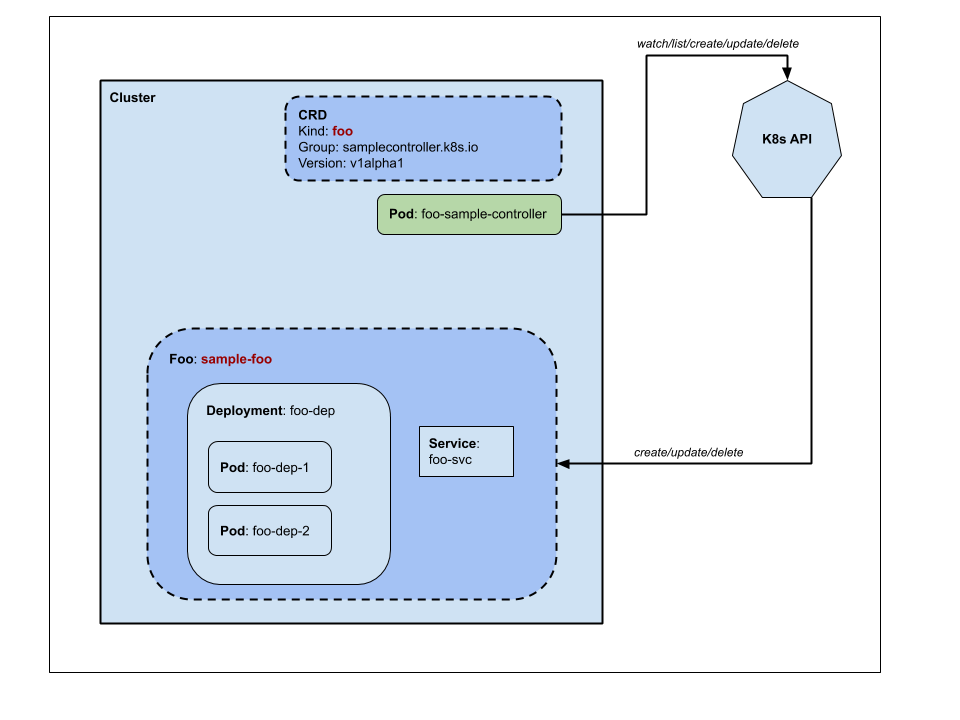 watch/list/create/update/delete
Cluster
CRD
Kind: foo
Group: samplecontroller.k8s.io
Version: v1alpha1
K8s API
Pod: foo-sample-controller
Foo: sample-foo
Deployment: foo-dep
Service:
foo-svc
create/update/delete
Pod: foo-dep-1
Pod: foo-dep-2